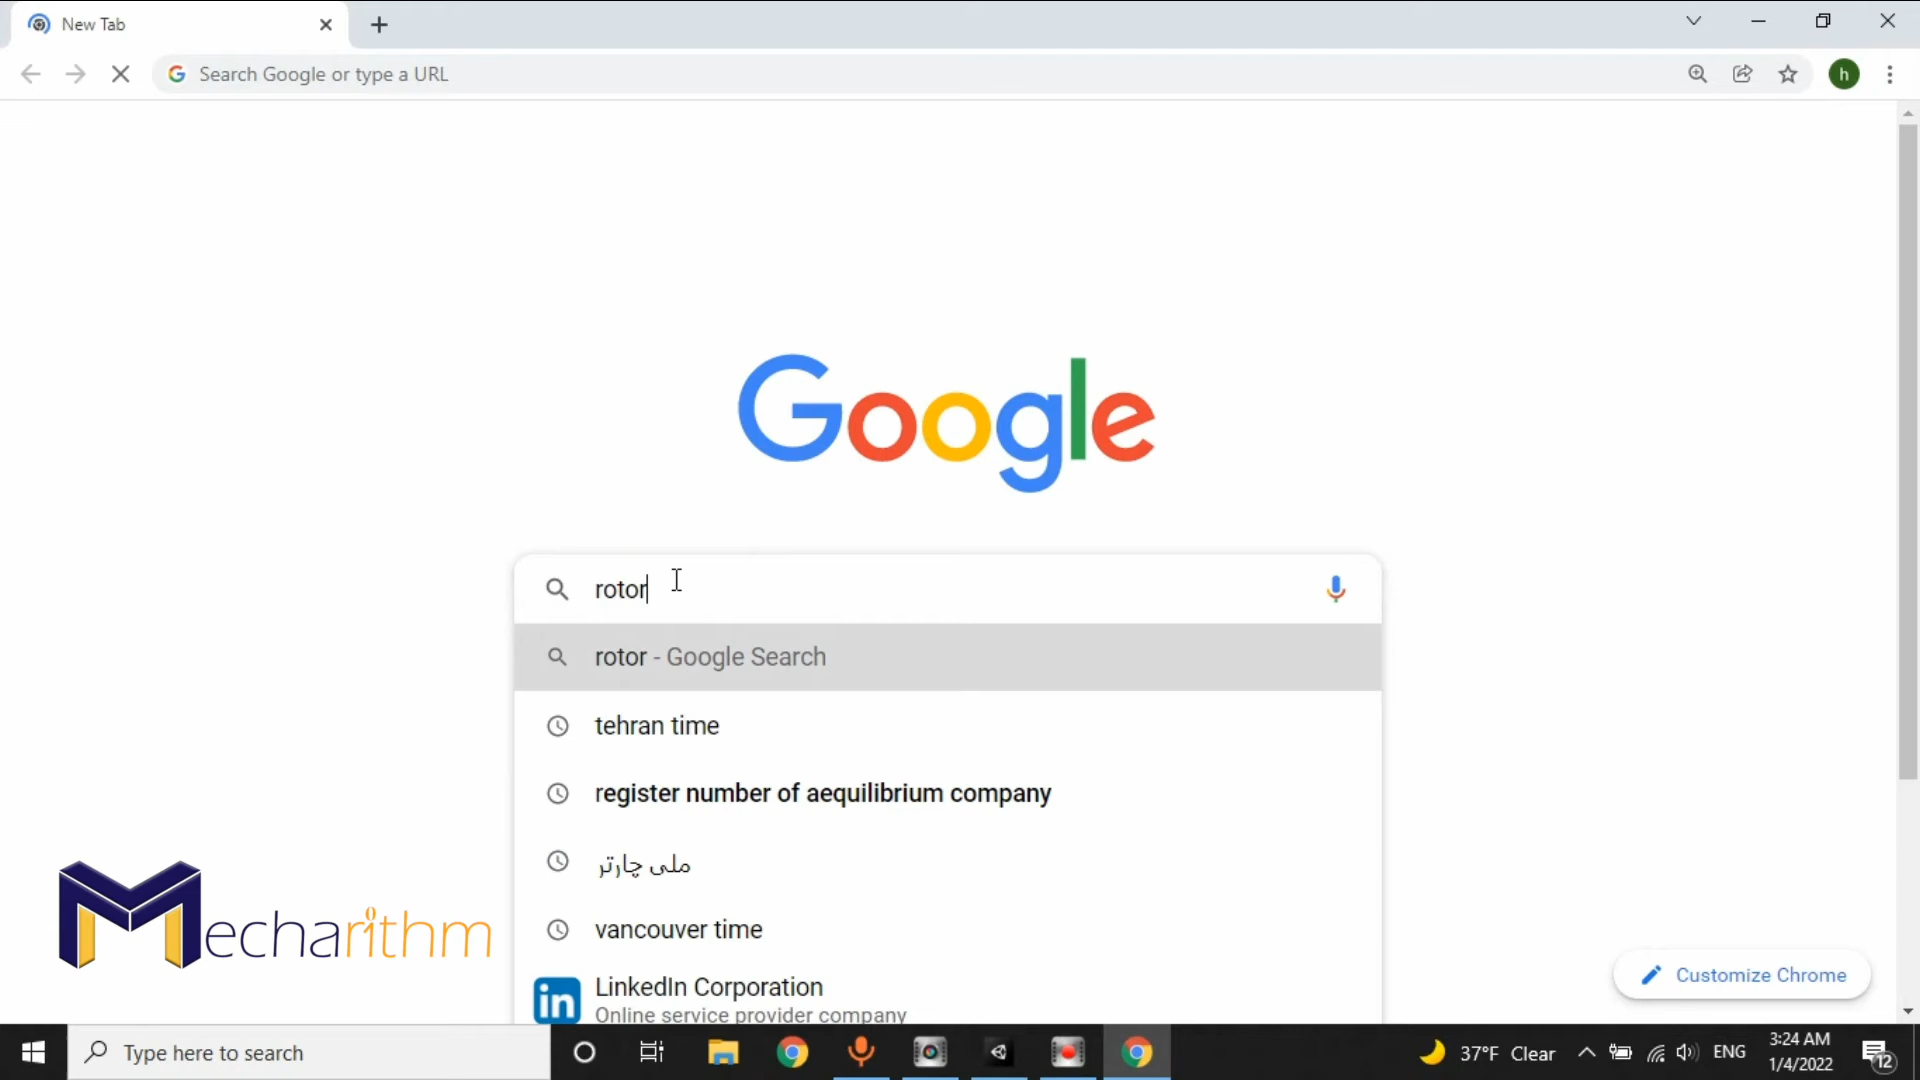 New Tab
Search Google or type a URL
h
Google
rotor
rotor - Google Search
tehran time
register number of aequilibrium company
ملی چارتر
vancouver time
in LinkedIn Corporation
Online service provider company
Mecharithm
Customize Chrome
Type here to search
37°F Clear
ENG
3:24 AM
1/4/2022
12